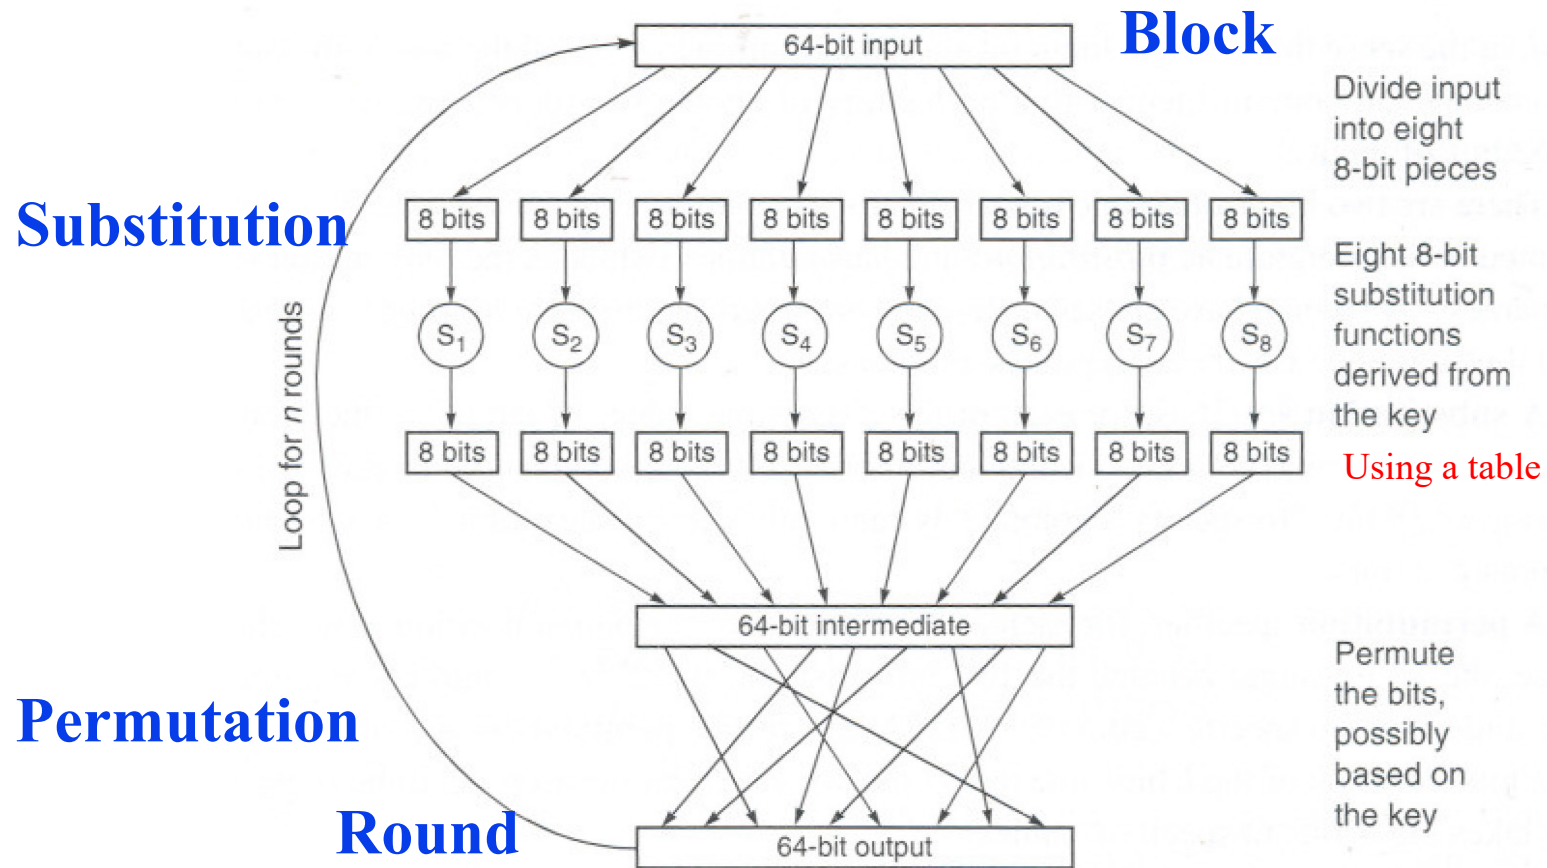 64-bit input
Block
Divide input
into eight
8-bit pieces
Substitution
8 bits 8 bits 8 bits 8 bits 8 bits 8 bits 8 bits 8 bits
Eight 8-bit
substitution
functions
derived from
the key
S1 S2 S3 S4 S5 S6 S7 S8
Loop for n rounds
8 bits 8 bits 8 bits 8 bits 8 bits 8 bits 8 bits 8 bits
Using a table
64-bit intermediate
Permutation
Permute
the bits,
possibly
based on
the key
Round
64-bit output